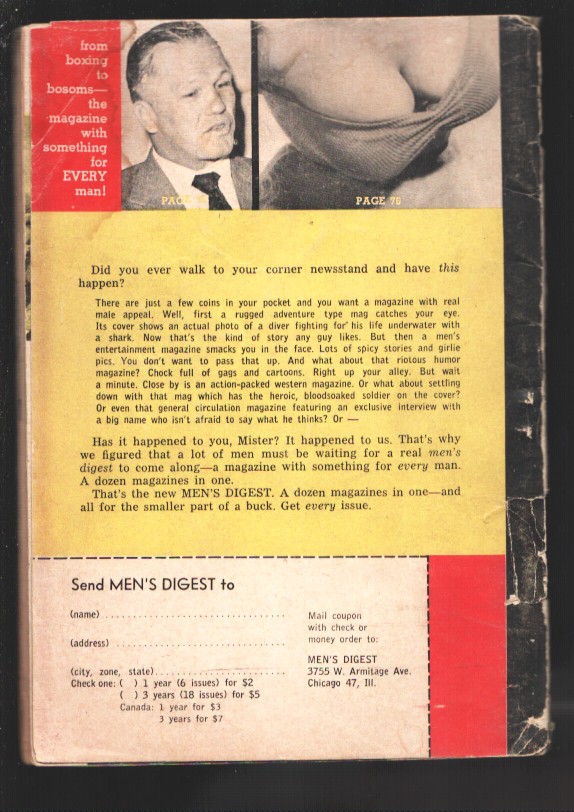 from
boxing
to
bosoms—
the
magazine
with
something
for
EVERY
man!
PAGE
PAGE 76
Did you ever walk to your corner newsstand and have this
happen?
There are just a few coins in your pocket and you want a magazine with real
male appeal. Well, first a rugged adventure type mag catches your eye.
Its cover shows an actual photo of a diver fighting for his life underwater with
a shark. Now that's the kind of story any guy likes. But then a men's
entertainment magazine smacks you in the face. Lots of spicy stories and girlie
pics. You don't want to pass that up. And what about that riotous humor
magazine? Chock full of gags and cartoons. Right up your alley. But wait
a minute. Close by is an action-packed western magazine. Or what about settling
down with that mag which has the heroic, bloodsoaked soldier on the cover?
Or even that general circulation magazine featuring an exclusive interview with
a big name who isn't afraid to say what he thinks? Or —
Has it happened to you, Mister? It happened to us. That's why
we figured that a lot of men must be waiting for a real men's
digest to come along—a magazine with something for every man.
A dozen magazines in one.
That's the new MEN'S DIGEST. A dozen magazines in one—and
all for the smaller part of a buck. Get every issue.
Send MEN'S DIGEST to
(name) ..................................
(address) ................................
(city, zone, state)........................
Check one: ( ) 1 year (6 issues) for $2
( ) 3 years (18 issues) for $5
Canada: 1 year for $3
3 years for $7
Mail coupon
with check or
money order to:
MEN'S DIGEST
3755 W. Armitage Ave.
Chicago 47, Ill.